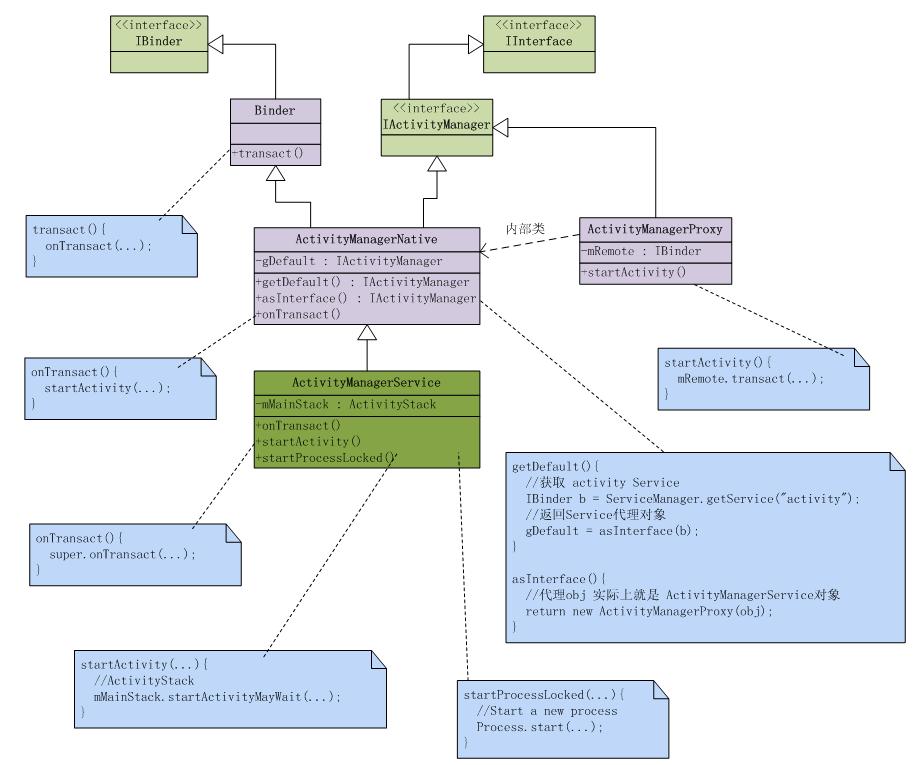 <<interface>>
IBinder
<<interface>>
IInterface
Binder
+transact()
<<interface>>
IActivityManager
transact(){
onTransact(...);
}
ActivityManagerNative
-gDefault : IActivityManager
+getDefault() : IActivityManager
+asInterface() : IActivityManager
+onTransact()
内部类
ActivityManagerProxy
-mRemote : IBinder
+startActivity()
onTransact(){
startActivity(...);
}
ActivityManagerService
-mMainStack : ActivityStack
+onTransact()
+startActivity()
+startProcessLocked()
startActivity(){
mRemote.transact(...);
}
getDefault(){
//获取 activity Service
IBinder b = ServiceManager.getService("activity");
//返回Service代理对象
gDefault = asInterface(b);
}
asInterface(){
//代理obj 实际上就是 ActivityManagerService对象
return new ActivityManagerProxy(obj);
}
onTransact(){
super.onTransact(...);
}
startActivity(...){
//ActivityStack
mMainStack.startActivityMayWait(...);
}
startProcessLocked(...){
//Start a new process
Process.start(...);
}